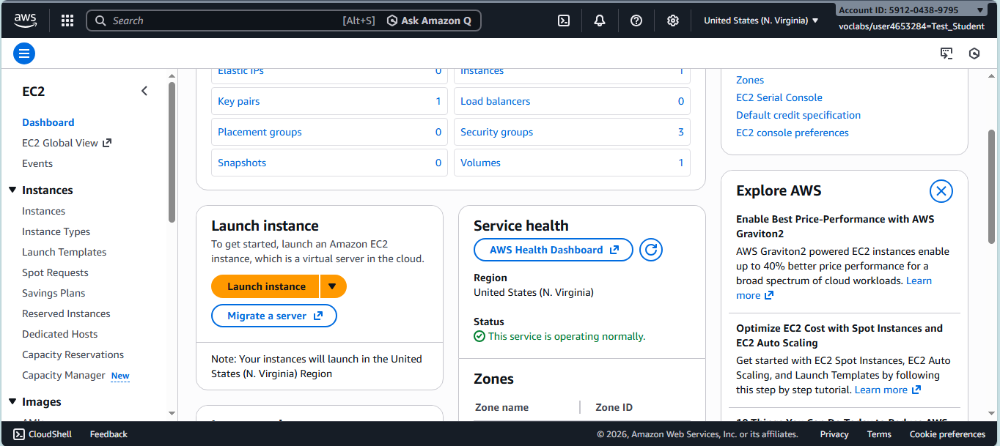 aws
Search
[Alt+S]
Ask Amazon Q
United States (N. Virginia)
Account ID: 5912-0438-9795
voclabs/user4653284=Test_Student
EC2
Dashboard
EC2 Global View
Events
Instances
Instances
Instance Types
Launch Templates
Spot Requests
Savings Plans
Reserved Instances
Dedicated Hosts
Capacity Reservations
Capacity Manager New
Images
Elastic IPs 0
Instances 1
Key pairs 1
Load balancers 0
Placement groups 0
Security groups 3
Snapshots 0
Volumes 1
Launch instance
To get started, launch an Amazon EC2
instance, which is a virtual server in the cloud.
Launch instance
Migrate a server
Note: Your instances will launch in the United
States (N. Virginia) Region
Service health
AWS Health Dashboard
Region
United States (N. Virginia)
Status
This service is operating normally.
Zones
Zone name
Zone ID
Zones
EC2 Serial Console
Default credit specification
EC2 console preferences
Explore AWS
Enable Best Price-Performance with AWS
Graviton2
AWS Graviton2 powered EC2 instances enable
up to 40% better price performance for a
broad spectrum of cloud workloads. Learn
more
Optimize EC2 Cost with Spot Instances and
EC2 Auto Scaling
Get started with EC2 Spot Instances, EC2 Auto
Scaling, and Launch Templates by following
this step by step tutorial. Learn more
10 Things You Can Do Today to Reduce AWS
CloudShell
Feedback
© 2026, Amazon Web Services, Inc. or its affiliates.
Privacy
Terms
Cookie preferences